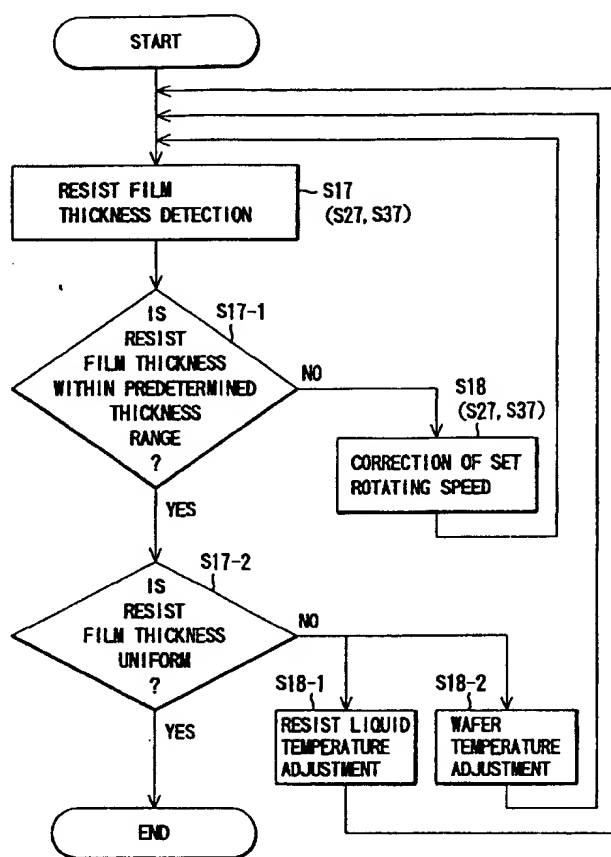 START
RESIST FILM
THICKNESS DETECTION
S17
(S27, S37)
S17-1
IS
RESIST
FILM THICKNESS
WITHIN PREDETERMINED
THICKNESS
RANGE
?
NO
S18
(S27, S37)
CORRECTION OF SET
ROTATING SPEED
YES
S17-2
IS
RESIST
FILM THICKNESS
UNIFORM
?
NO
S18-1
RESIST LIQUID
TEMPERATURE
ADJUSTMENT
S18-2
WAFER
TEMPERATURE
ADJUSTMENT
YES
END